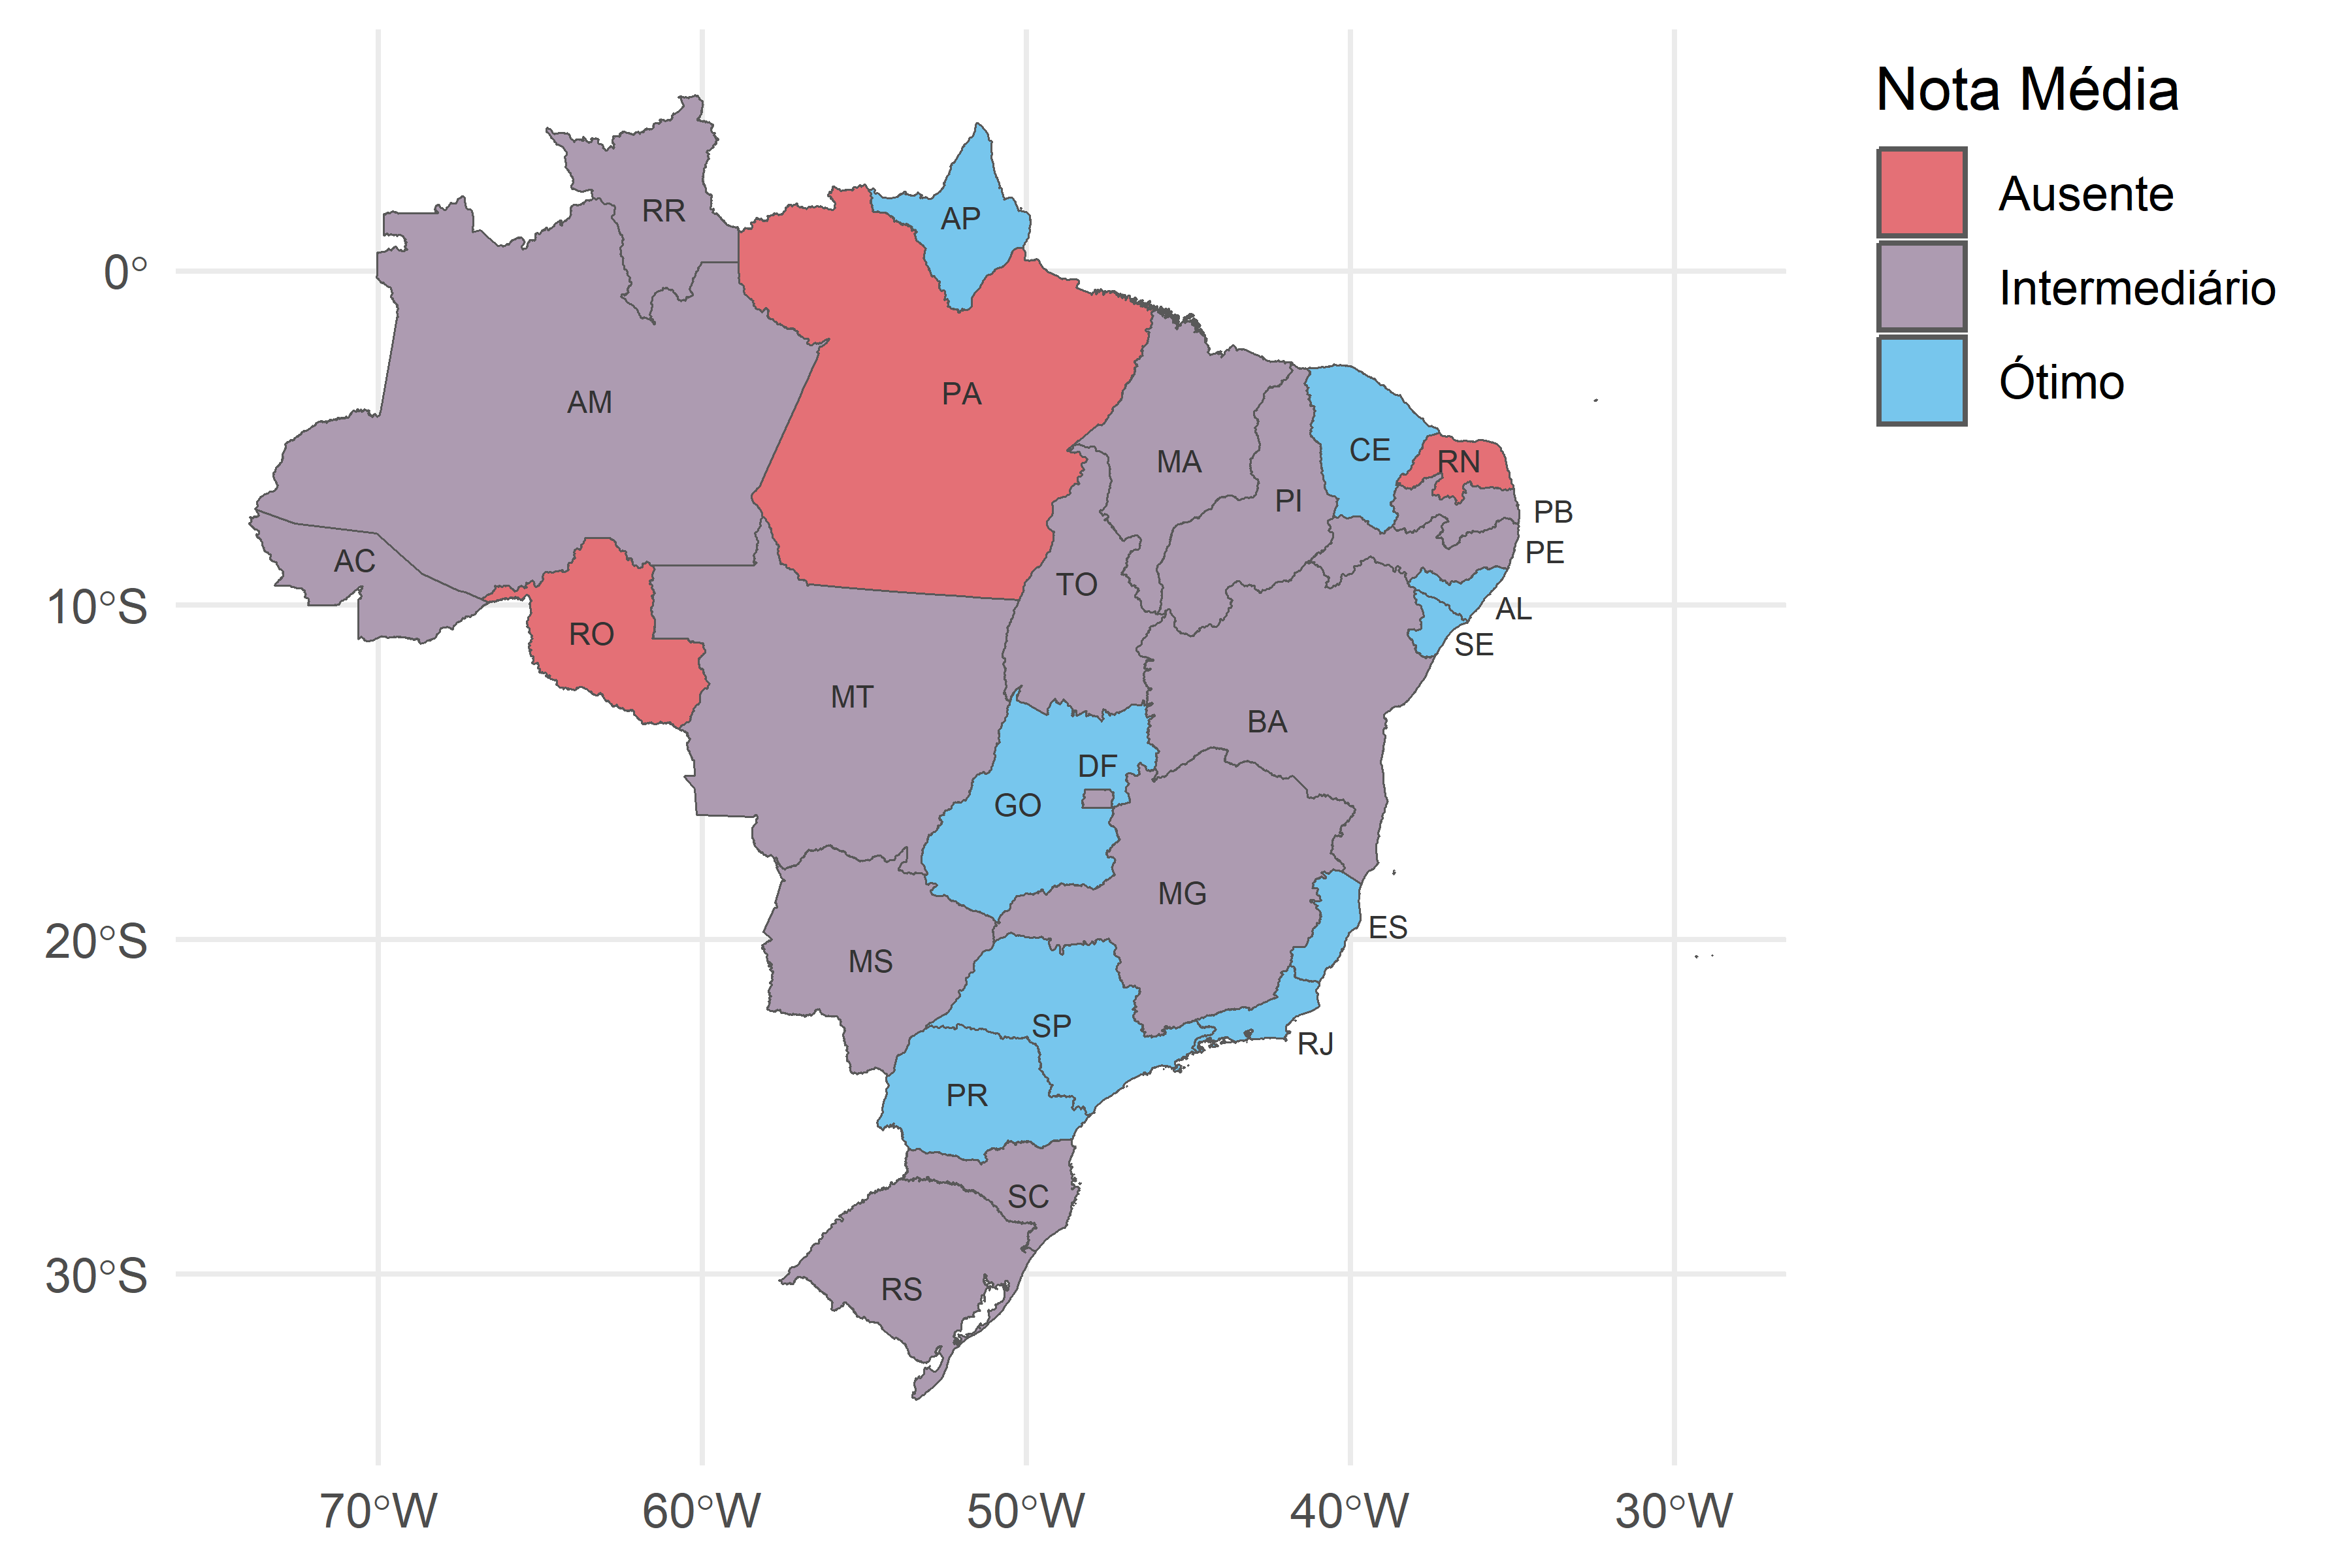 Nota Média
Ausente
Intermediário
Ótimo
RR
AP
0°
AM
PA
MA
CE
RN
PI
PB
PE
AC
TO
10°S
AL
RO
SE
MT
BA
DF
GO
MG
ES
20°S
MS
SP
RJ
PR
SC
RS
30°S
70°W 60°W 50°W 40°W 30°W